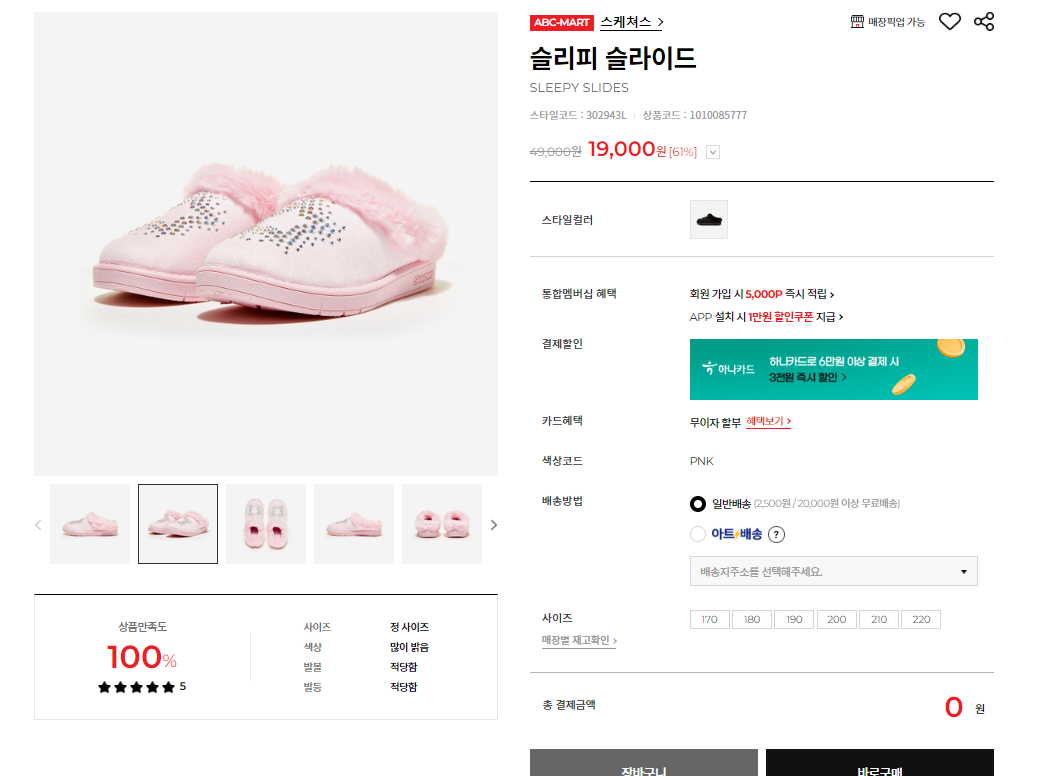 ABC-MART 스케쳐스 >
매장픽업 가능
슬리피 슬라이드
SLEEPY SLIDES
스타일코드 : 302943L | 상품코드 : 1010085777
49,000원 19,000원 [61%]
스타일컬러
통합멤버십 혜택
회원 가입 시 5,000P 즉시 적립 >
APP 설치 시 1만원 할인쿠폰 지급 >
결제할인
하나카드
하나카드로 6만원 이상 결제 시
3천원 즉시 할인 >
카드혜택
무이자 할부 혜택보기 >
색상코드
PNK
배송방법
일반배송 (2,500원 / 20,000원 이상 무료배송)
아트배송 ?
배송지주소를 선택해주세요.
사이즈
170 180 190 200 210 220
매장별 재고확인 >
총 결제금액
0 원
장바구니
바로구매
상품만족도
100%
5
사이즈 정 사이즈
색상 많이 밝음
발볼 적당함
발등 적당함